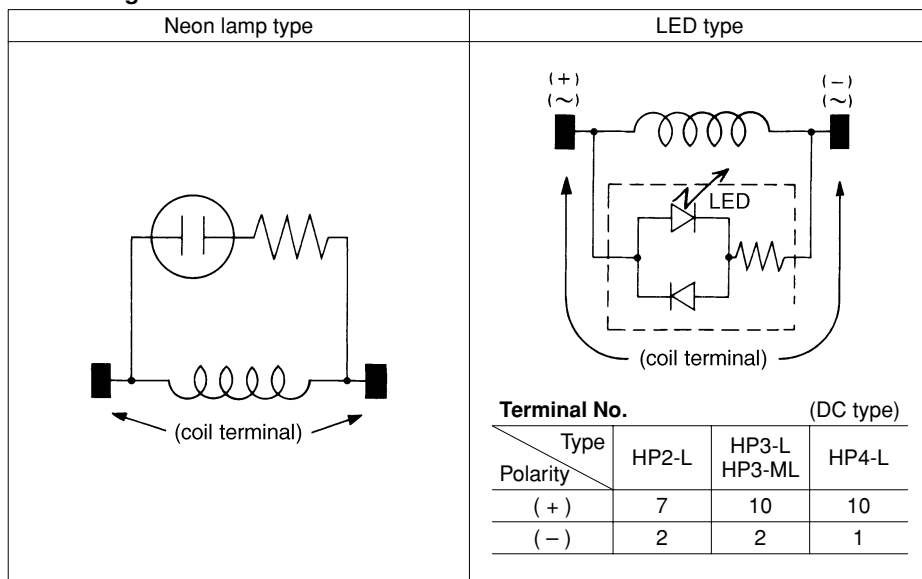 Neon lamp type
LED type
(coil terminal)
(+)
(~)
(−)
(~)
LED
(coil terminal)
Terminal No. (DC type)
Type
Polarity
HP2-L
HP3-L
HP3-ML
HP4-L
( + ) 7 10 10
( − ) 2 2 1